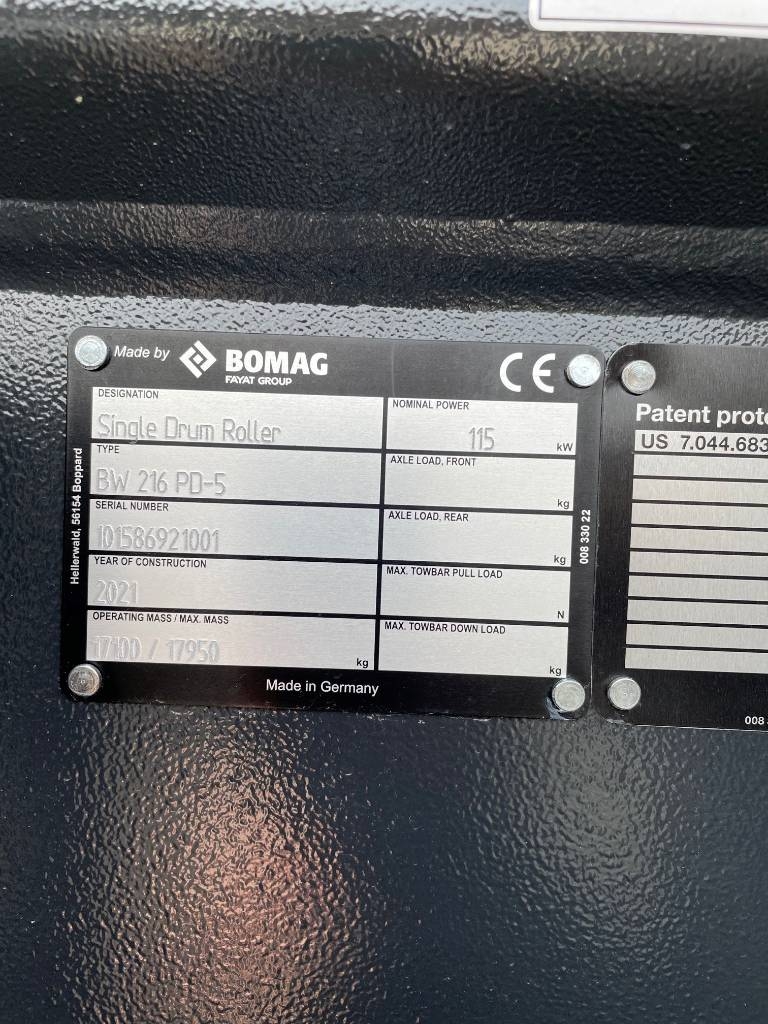 Made by BOMAG
FAYAT GROUP
CE
DESIGNATION
Single Drum Roller
NOMINAL POWER
115 kW
TYPE
BW 216 PD-5
AXLE LOAD, FRONT
kg
SERIAL NUMBER
101586921001
AXLE LOAD, REAR
kg
YEAR OF CONSTRUCTION
2021
MAX. TOWBAR PULL LOAD
N
OPERATING MASS / MAX. MASS
17100 / 17950 kg
MAX. TOWBAR DOWN LOAD
kg
Made in Germany
Hellerwald, 56154 Boppard
008 330 22
Patent prote
US 7.044.683
008